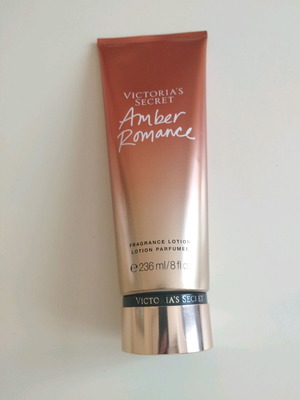 VICTORIA'S
SECRET
Amber
Romance
FRAGRANCE LOTION
LOTION PARFUMÉE
℮ 236 ml/8 fl oz
VICTORIA'S SECRET